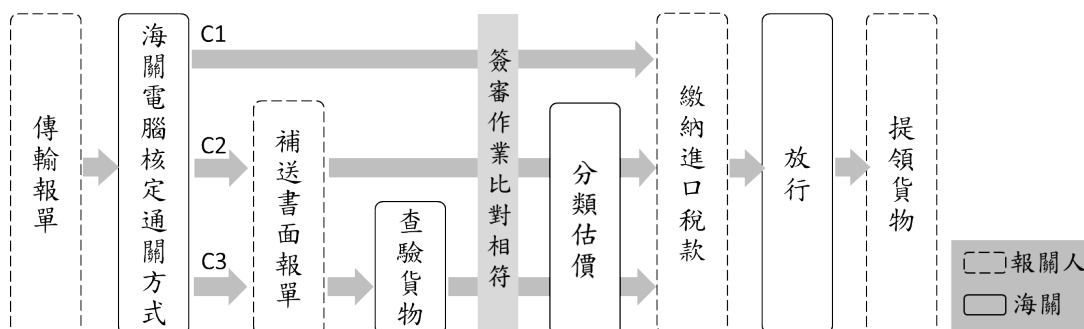 傳輸報單
海關電腦核定通關方式
C1
C2
C3
補送書面報單
查驗貨物
簽審作業比對相符
分類估價
繳納進口稅款
放行
提領貨物
報關人
海關